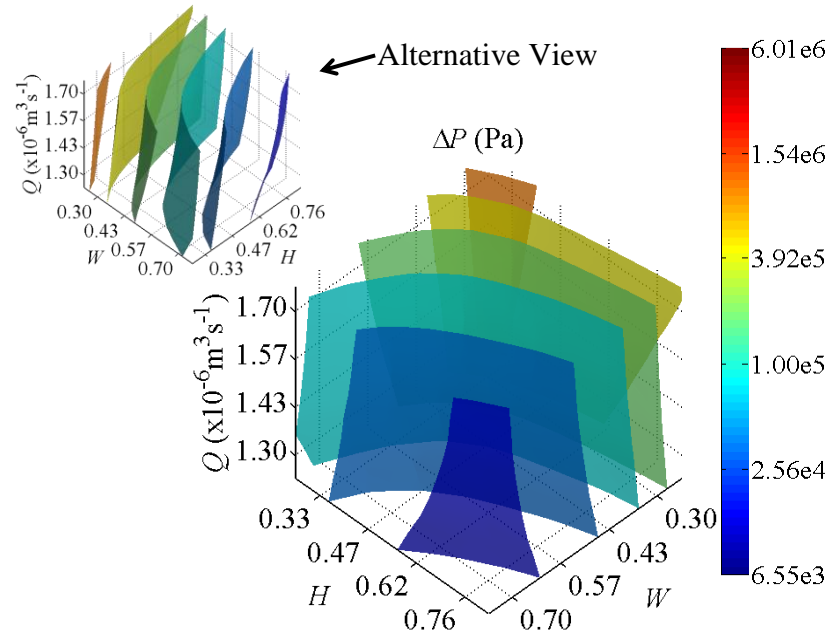 Alternative View
Q (x10⁻⁶m³s⁻¹)
1.70
1.57
1.43
1.30
0.30
0.43
0.57
0.70
W
0.33
0.47
0.62
0.76
H
ΔP (Pa)
Q (x10⁻⁶m³s⁻¹)
1.70
1.57
1.43
1.30
0.33
0.47
0.62
0.76
H
0.30
0.43
0.57
0.70
W
6.01e6
1.54e6
3.92e5
1.00e5
2.56e4
6.55e3